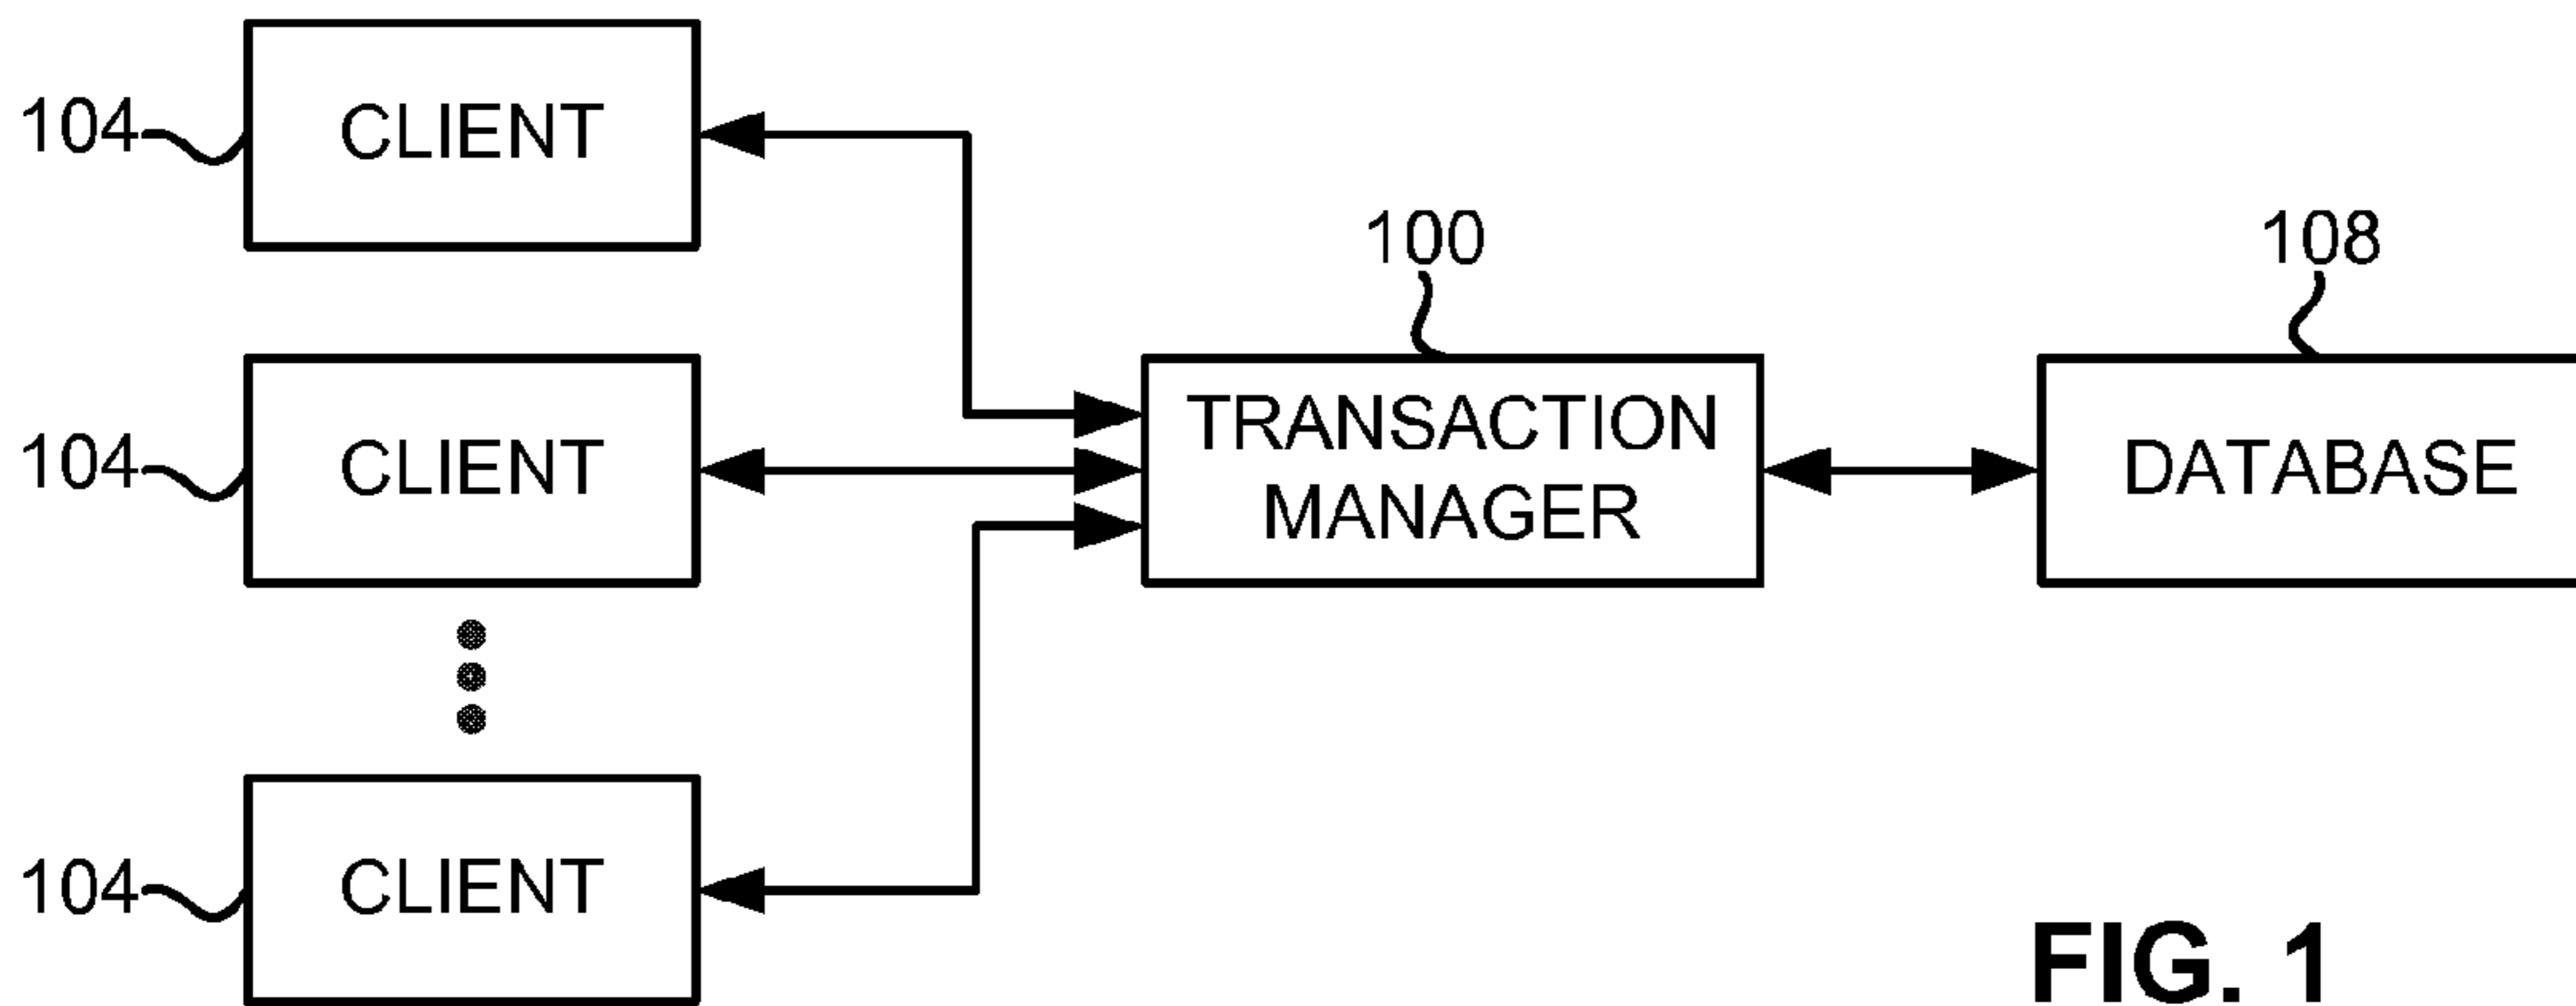 104
CLIENT
100
108
104
CLIENT
TRANSACTION
MANAGER
DATABASE
104
CLIENT
FIG. 1